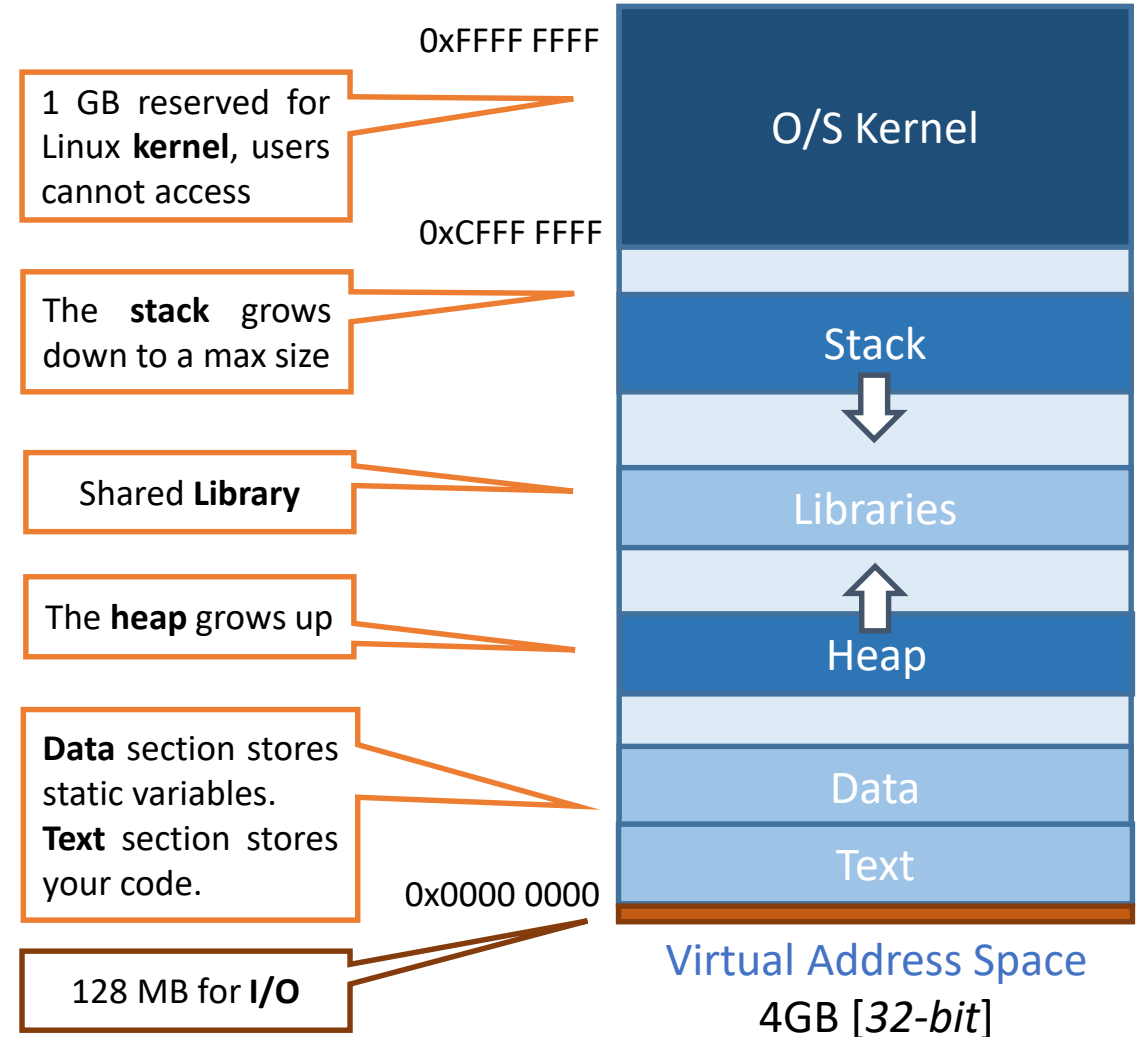 0xFFFF FFFF
1 GB reserved for
Linux kernel, users
cannot access
O/S Kernel
0xCFFF FFFF
The stack grows
down to a max size
Stack
Shared Library
Libraries
The heap grows up
Heap
Data section stores
static variables.
Text section stores
your code.
Data
Text
0x0000 0000
128 MB for I/O
Virtual Address Space
4GB [32-bit]